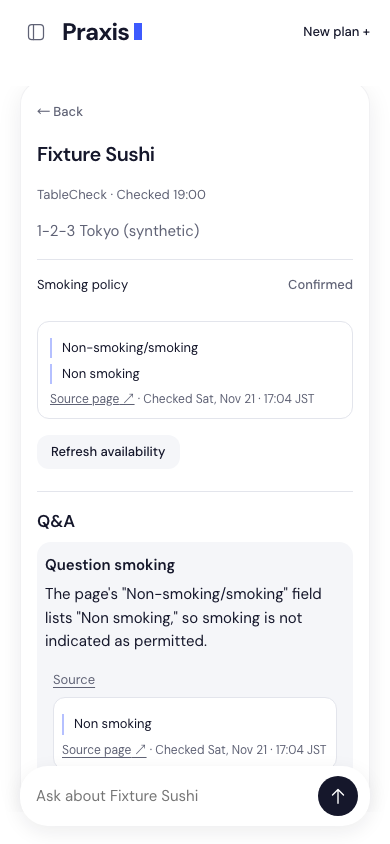 Praxis
New plan +
← Back
Fixture Sushi
TableCheck · Checked 19:00
1-2-3 Tokyo (synthetic)
Smoking policy
Confirmed
Non-smoking/smoking
Non smoking
Source page ↗ · Checked Sat, Nov 21 · 17:04 JST
Refresh availability
Q&A
Question smoking
The page's "Non-smoking/smoking" field
lists "Non smoking," so smoking is not
indicated as permitted.
Source
Non smoking
Source page ↗ · Checked Sat, Nov 21 · 17:04 JST
Ask about Fixture Sushi